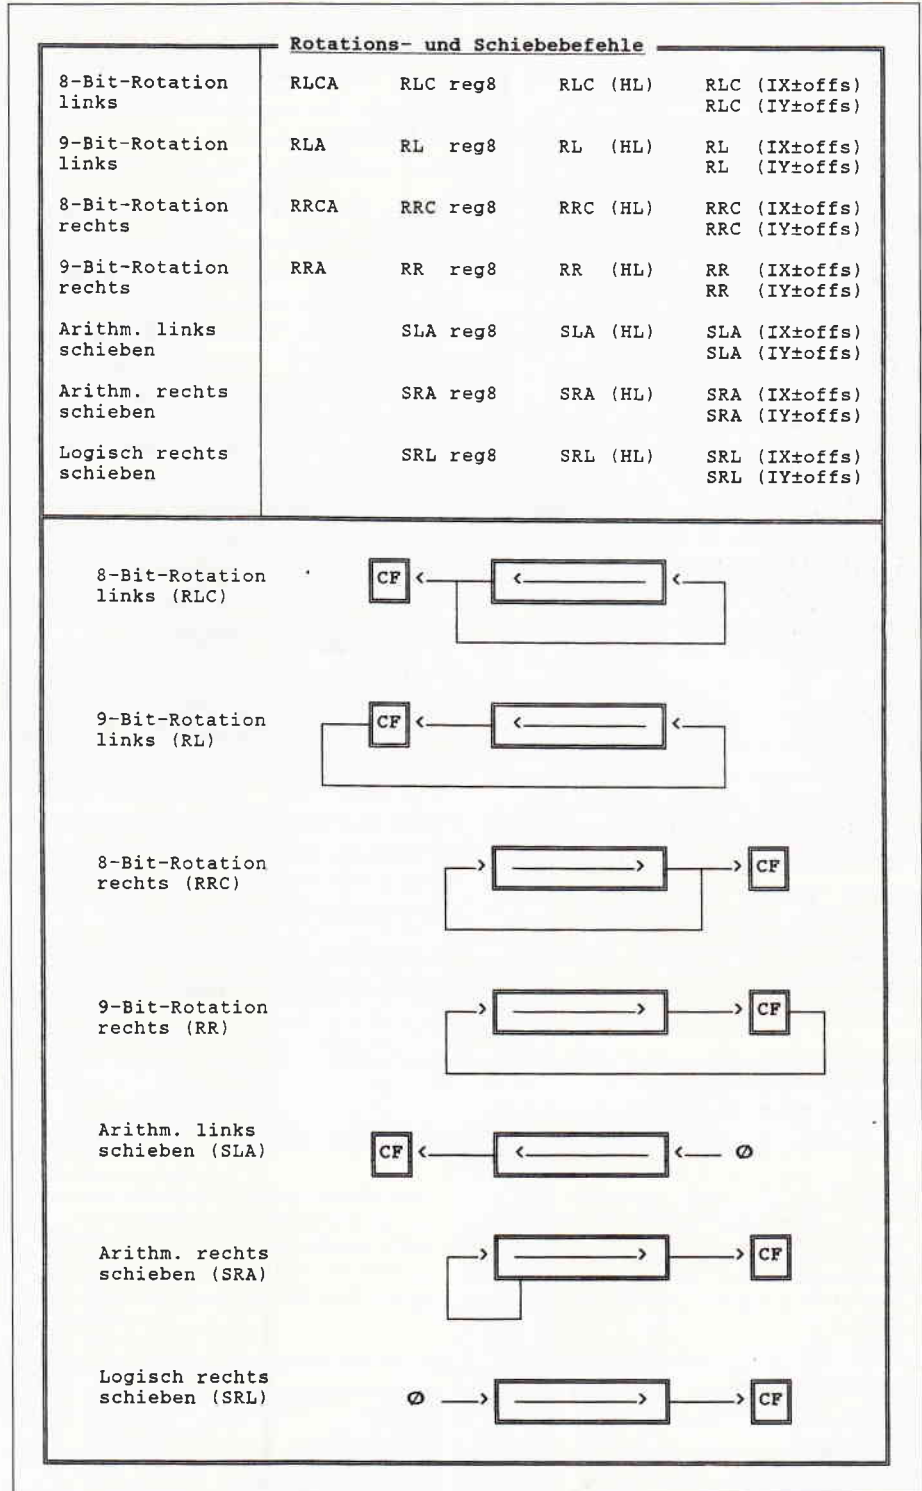 Rotations- und Schiebebefehle
8-Bit-Rotation RLCA RLC reg8 RLC (HL) RLC (IX±offs)
links RLC (IY±offs)
9-Bit-Rotation RLA RL reg8 RL (HL) RL (IX±offs)
links RL (IY±offs)
8-Bit-Rotation RRCA RRC reg8 RRC (HL) RRC (IX±offs)
rechts RRC (IY±offs)
9-Bit-Rotation RRA RR reg8 RR (HL) RR (IX±offs)
rechts RR (IY±offs)
Arithm. links SLA reg8 SLA (HL) SLA (IX±offs)
schieben SLA (IY±offs)
Arithm. rechts SRA reg8 SRA (HL) SRA (IX±offs)
schieben SRA (IY±offs)
Logisch rechts SRL reg8 SRL (HL) SRL (IX±offs)
schieben SRL (IY±offs)
8-Bit-Rotation CF
links (RLC)
9-Bit-Rotation CF
links (RL)
8-Bit-Rotation CF
rechts (RRC)
9-Bit-Rotation CF
rechts (RR)
Arithm. links
schieben (SLA) CF Ø
Arithm. rechts CF
schieben (SRA)
Logisch rechts
schieben (SRL) Ø CF